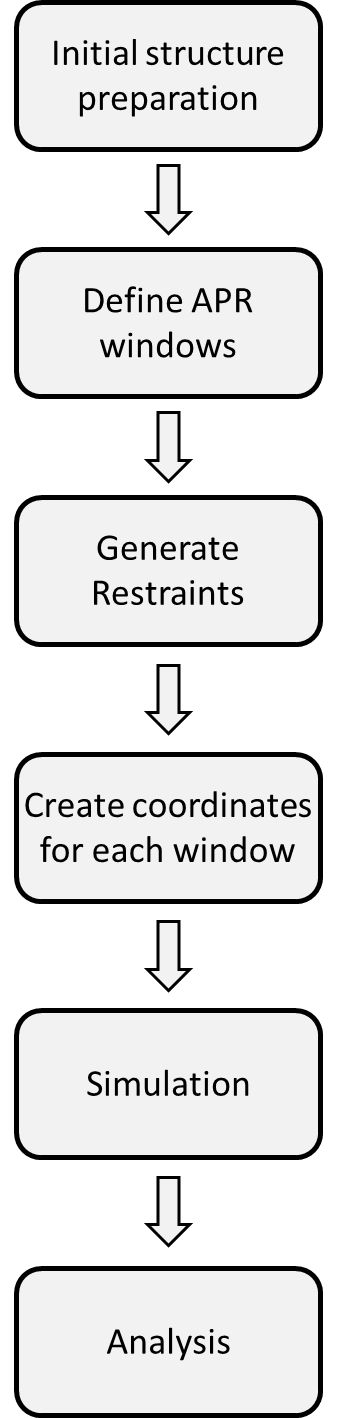 Initial structure
preparation
Define APR
windows
Generate
Restraints
Create coordinates
for each window
Simulation
Analysis